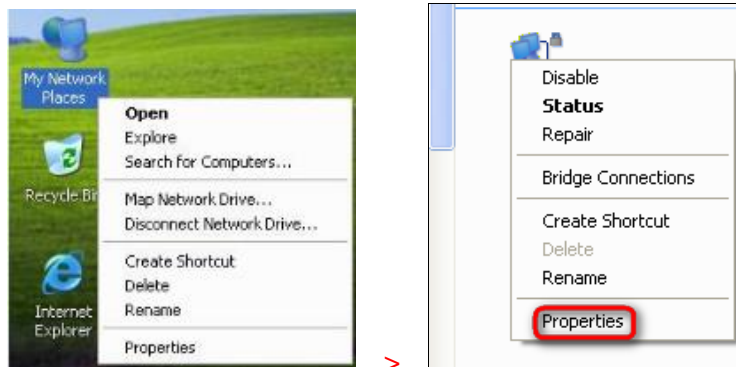 My Network
Places
Recycle Bin
Internet
Explorer
Open
Explore
Search for Computers...
Map Network Drive...
Disconnect Network Drive...
Create Shortcut
Delete
Rename
Properties
>
Disable
Status
Repair
Bridge Connections
Create Shortcut
Delete
Rename
Properties